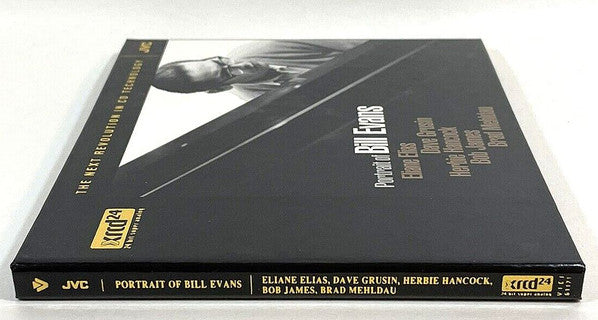 THE NEXT REVOLUTION IN CD TECHNOLOGY
JVC
Portrait of Bill Evans
Eliane Elias
Dave Grusin
Herbie Hancock
Bob James
Brad Mehldau
xrcd24
24 bit super analog
JVC
PORTRAIT OF BILL EVANS
ELIANE ELIAS, DAVE GRUSIN, HERBIE HANCOCK,
BOB JAMES, BRAD MEHLDAU
xrcd24
24 bit super analog